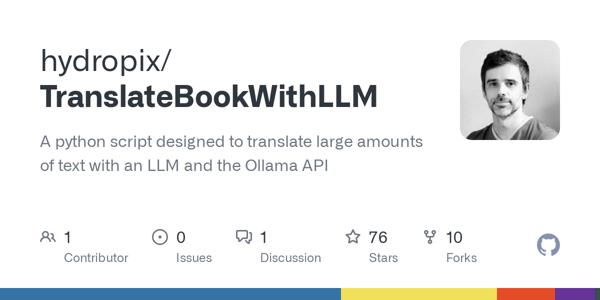 hydropix/
TranslateBookWithLLM
A python script designed to translate large amounts
of text with an LLM and the Ollama API
1
Contributor
0
Issues
1
Discussion
76
Stars
10
Forks